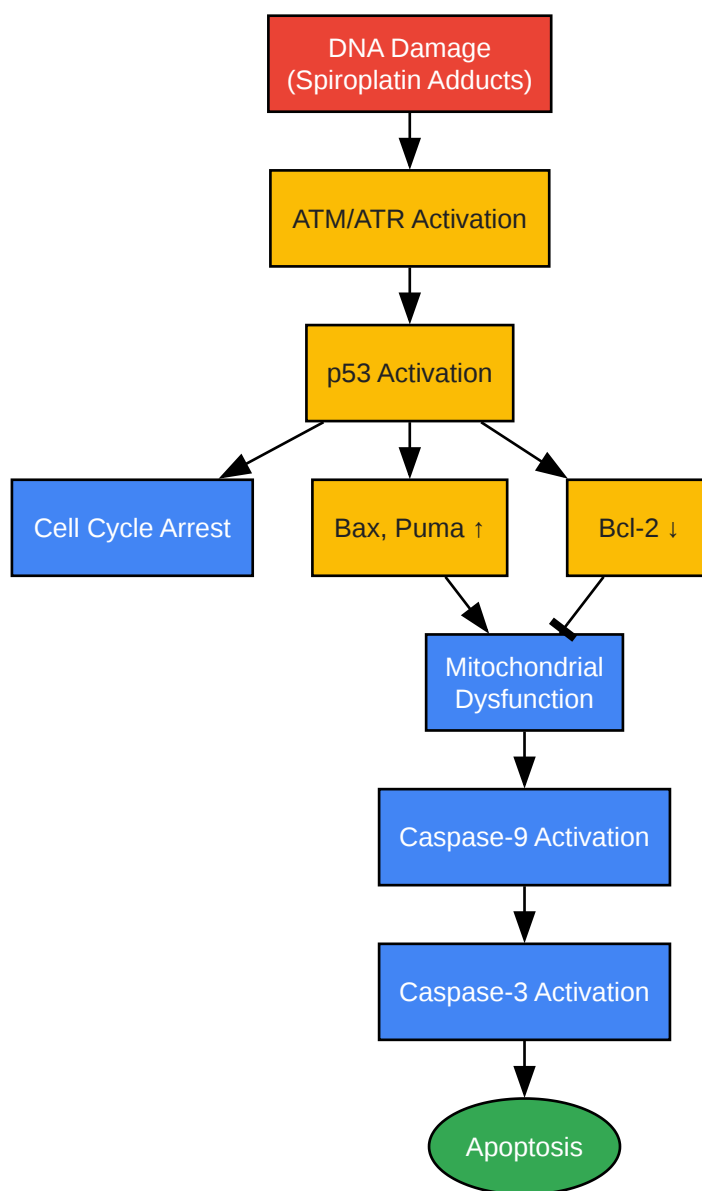 DNA Damage
(Spiroplatin Adducts)
ATM/ATR Activation
p53 Activation
Cell Cycle Arrest
Bax, Puma ↑
Bcl-2 ↓
Mitochondrial
Dysfunction
Caspase-9 Activation
Caspase-3 Activation
Apoptosis